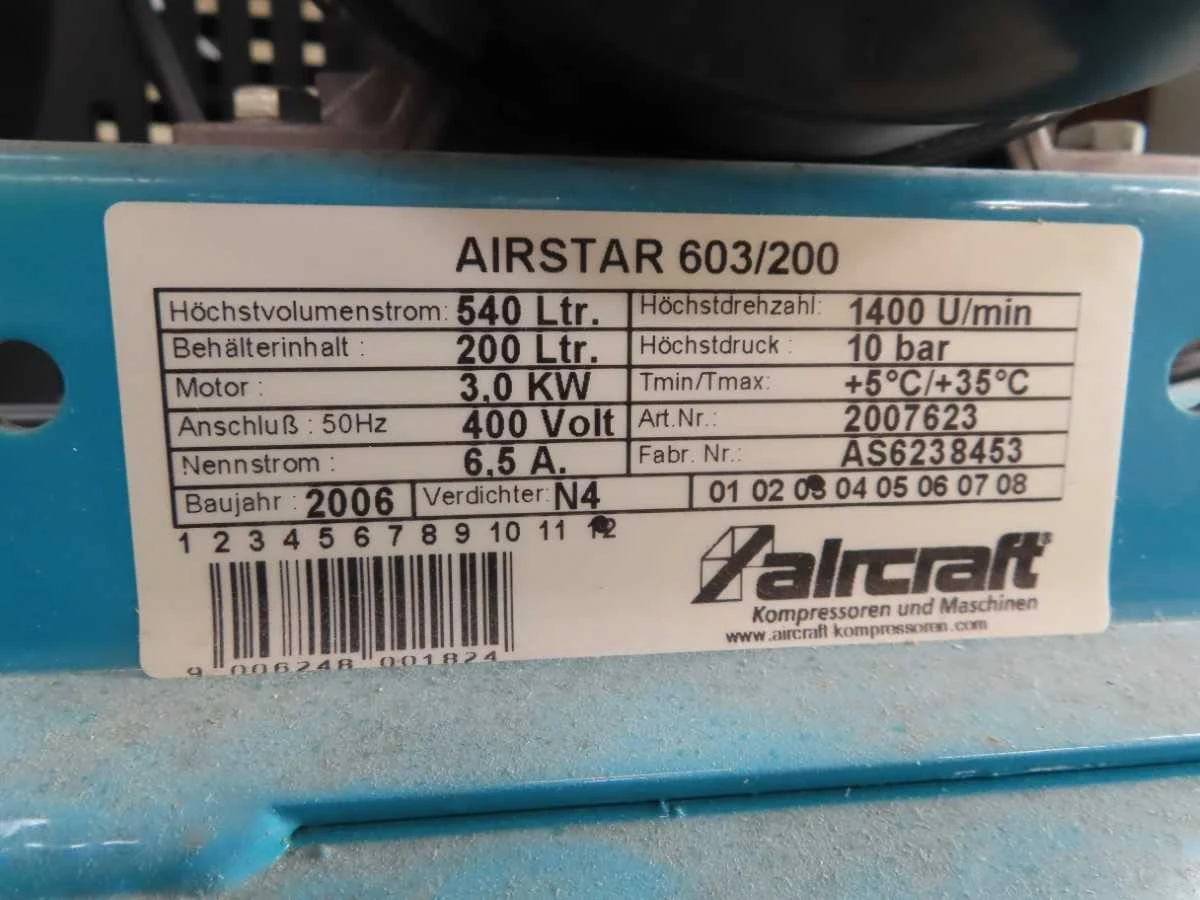 AIRSTAR 603/200
Höchstvolumenstrom: 540 Ltr. Höchstdrehzahl: 1400 U/min
Behälterinhalt : 200 Ltr. Höchstdruck : 10 bar
Motor : 3,0 KW Tmin/Tmax: +5°C/+35°C
Anschluß : 50Hz 400 Volt Art.Nr.: 2007623
Nennstrom : 6,5 A. Fabr. Nr.: AS6238453
Baujahr : 2006 Verdichter: N4 01 02 03 04 05 06 07 08
1 2 3 4 5 6 7 8 9 10 11 12
aircraft®
Kompressoren und Maschinen
www.aircraft-kompressoren.com
9 006248 001824